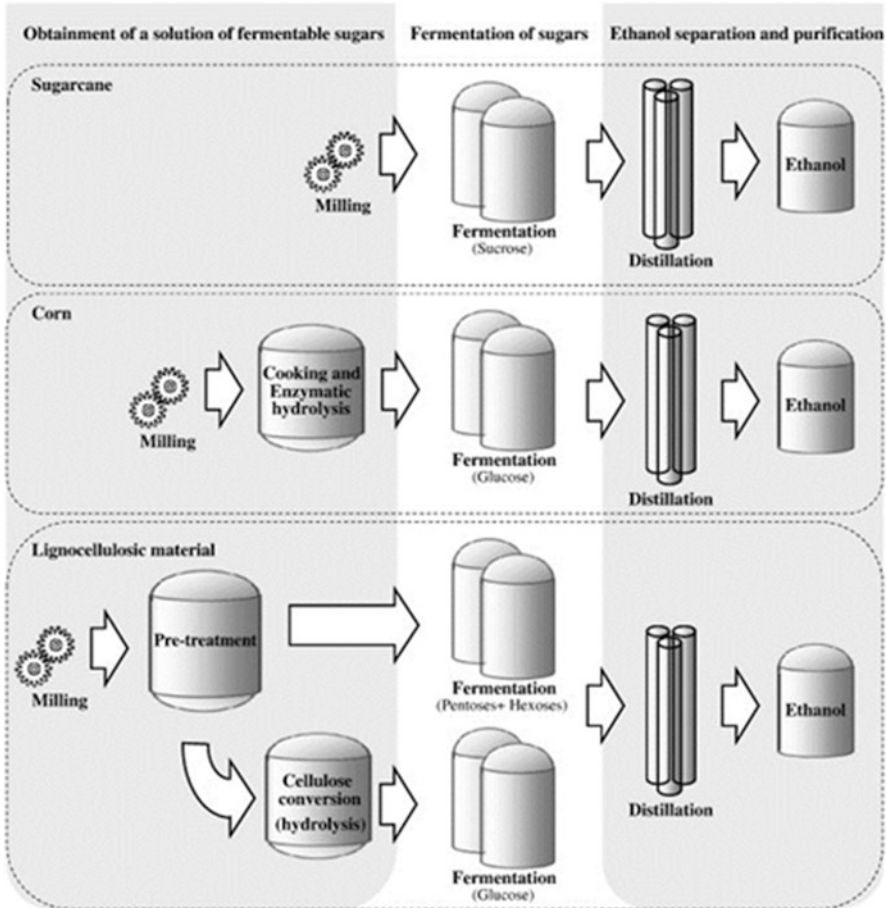 Obtainment of a solution of fermentable sugars
Fermentation of sugars
Ethanol separation and purification
Sugarcane
Milling
Fermentation
(Sucrose)
Distillation
Ethanol
Corn
Milling
Cooking and
Enzymatic
hydrolysis
Fermentation
(Glucose)
Distillation
Ethanol
Lignocellulosic material
Milling
Pre-treatment
Fermentation
(Pentoses+ Hexoses)
Cellulose
conversion
(hydrolysis)
Fermentation
(Glucose)
Distillation
Ethanol